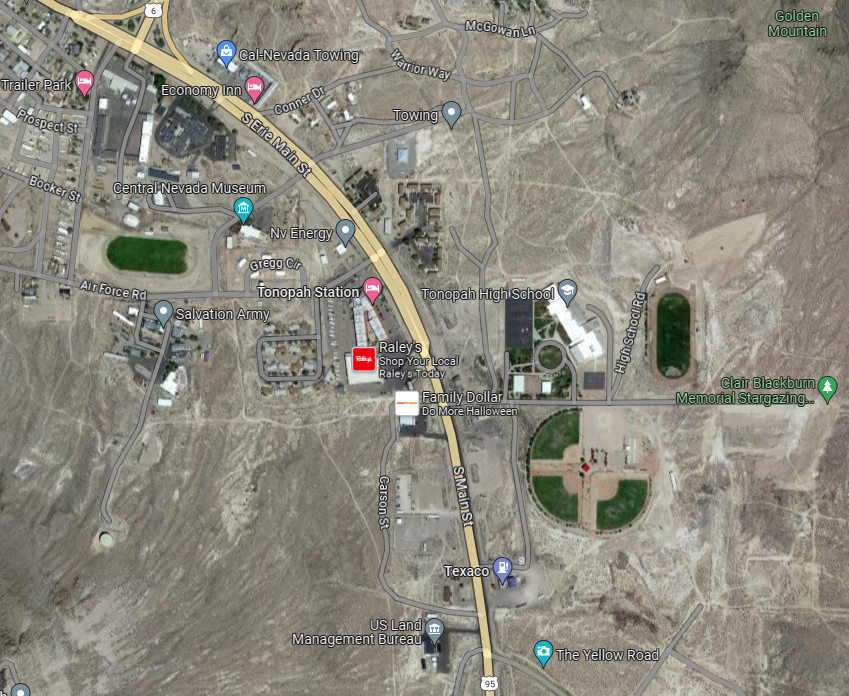 6
Golden
Mountain
McGowan Ln
Cal-Nevada Towing
Warrior Way
Trailer Park
Economy Inn
Conner Dr
Towing
Prospect St
S Erie Main St
Booker St
Central Nevada Museum
Nv Energy
Gregg Cir
Air Force Rd
Tonopah Station
Tonopah High School
Salvation Army
High School Rd
Raley's
Raley's
Shop Your Local
Raley's Today
Clair Blackburn
Memorial Stargazing...
Family Dollar
Do More Halloween
Carson St
S Main St
Texaco
US Land
Management Bureau
The Yellow Road
95